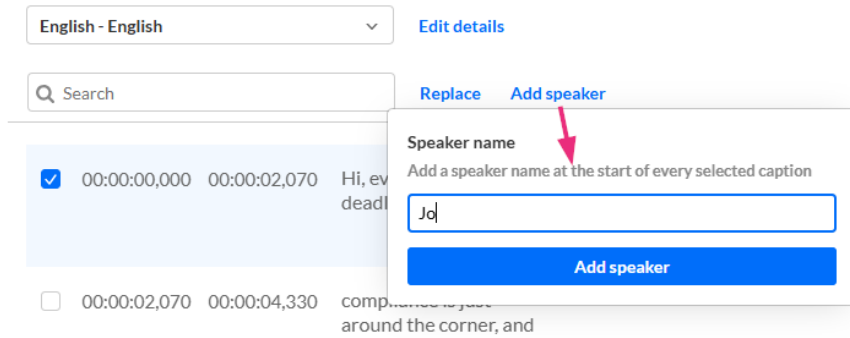 English - English
Edit details
Search
Replace Add speaker
Speaker name
Add a speaker name at the start of every selected caption
Jo
Add speaker
00:00:00,000 00:00:02,070 Hi,
00:00:02,070 00:00:04,330 compliance is just
around the corner, and